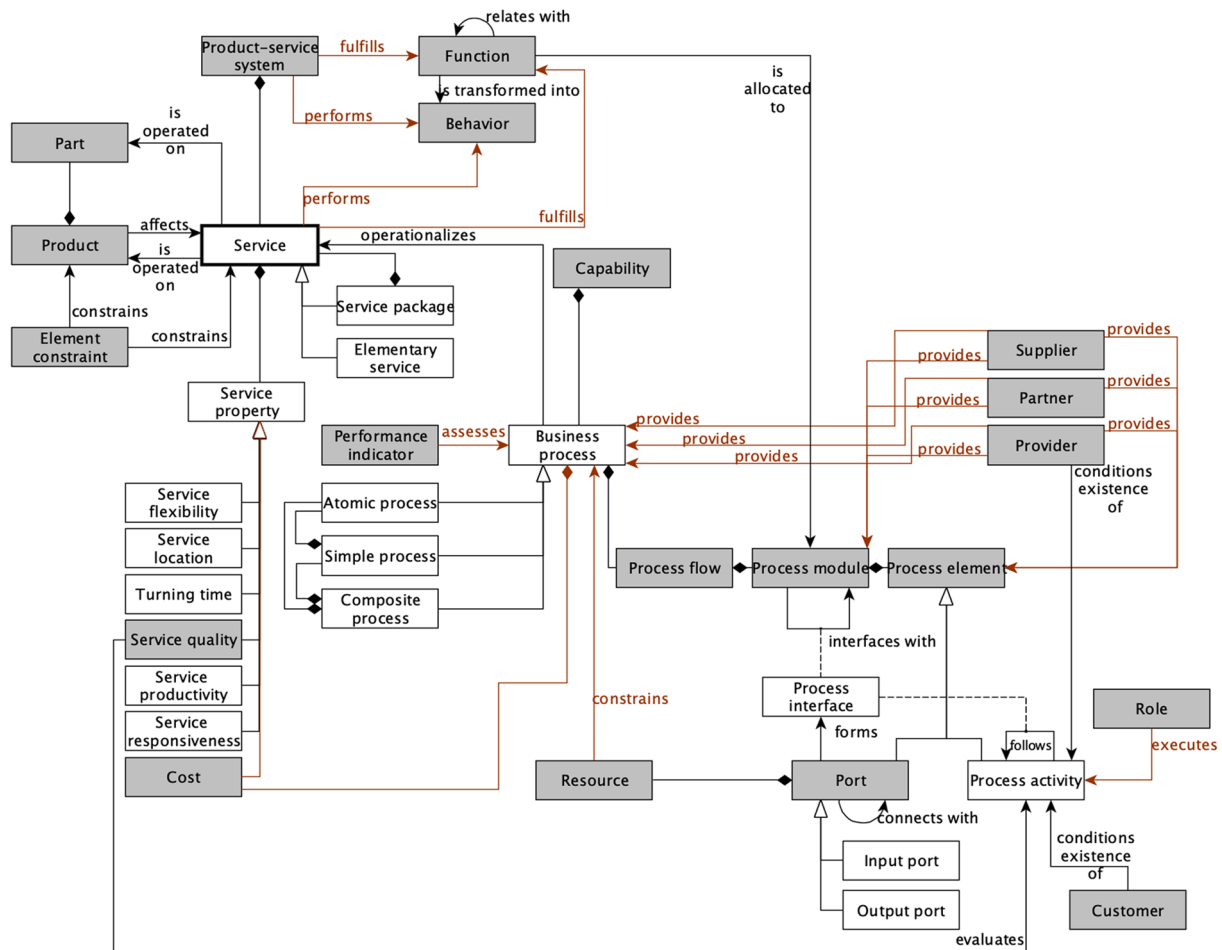 relates with
Product-service
system
fulfills
Function
is
allocated
to
is transformed into
performs
Behavior
is
operated
on
Part
performs
fulfills
affects
Product
Service
operationalizes
is
operated
on
Capability
constrains
Service package
Element
constraint
constrains
Elementary
service
provides
provides
Supplier
provides
provides
Partner
Service
property
provides
Performance
indicator
assesses
Business
process
provides
provides
provides
Provider
provides
conditions
existence
of
Service
flexibility
Atomic process
Service
location
Simple process
Process flow
Process module
Process element
Turning time
Composite
process
Service quality
interfaces with
Service
productivity
Process
interface
constrains
Role
Service
responsiveness
forms
follows
executes
Cost
Resource
Port
Process activity
connects with
conditions
existence
of
Input port
Output port
Customer
evaluates